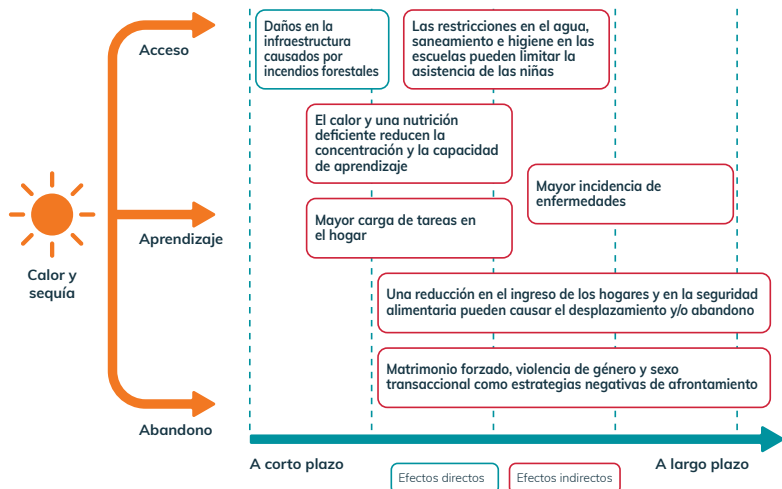 Acceso
Daños en la
infraestructura
causados por
incendios forestales
Las restricciones en el agua,
saneamiento e higiene en las
escuelas pueden limitar la
asistencia de las niñas
El calor y una nutrición
deficiente reducen la
concentración y la capacidad
de aprendizaje
Mayor incidencia de
enfermedades
Mayor carga de tareas en
el hogar
Aprendizaje
Calor y
sequía
Una reducción en el ingreso de los hogares y en la seguridad
alimentaria pueden causar el desplazamiento y/o abandono
Matrimonio forzado, violencia de género y sexo
transaccional como estrategias negativas de afrontamiento
Abandono
A corto plazo
A largo plazo
Efectos directos
Efectos indirectos